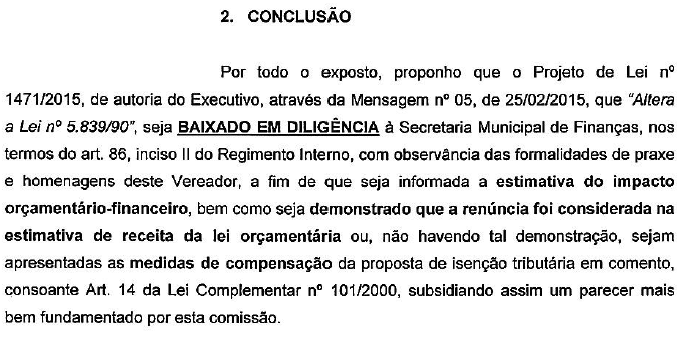 2. CONCLUSÃO
Por todo o exposto, proponho que o Projeto de Lei nº
1471/2015, de autoria do Executivo, através da Mensagem nº 05, de 25/02/2015, que "Altera
a Lei nº 5.839/90", seja BAIXADO EM DILIGÊNCIA à Secretaria Municipal de Finanças, nos
termos do art. 86, inciso II do Regimento Interno, com observância das formalidades de praxe
e homenagens deste Vereador, a fim de que seja informada a estimativa do impacto
orçamentário-financeiro, bem como seja demonstrado que a renúncia foi considerada na
estimativa de receita da lei orçamentária ou, não havendo tal demonstração, sejam
apresentadas as medidas de compensação da proposta de isenção tributária em comento,
consoante Art. 14 da Lei Complementar nº 101/2000, subsidiando assim um parecer mais
bem fundamentado por esta comissão.